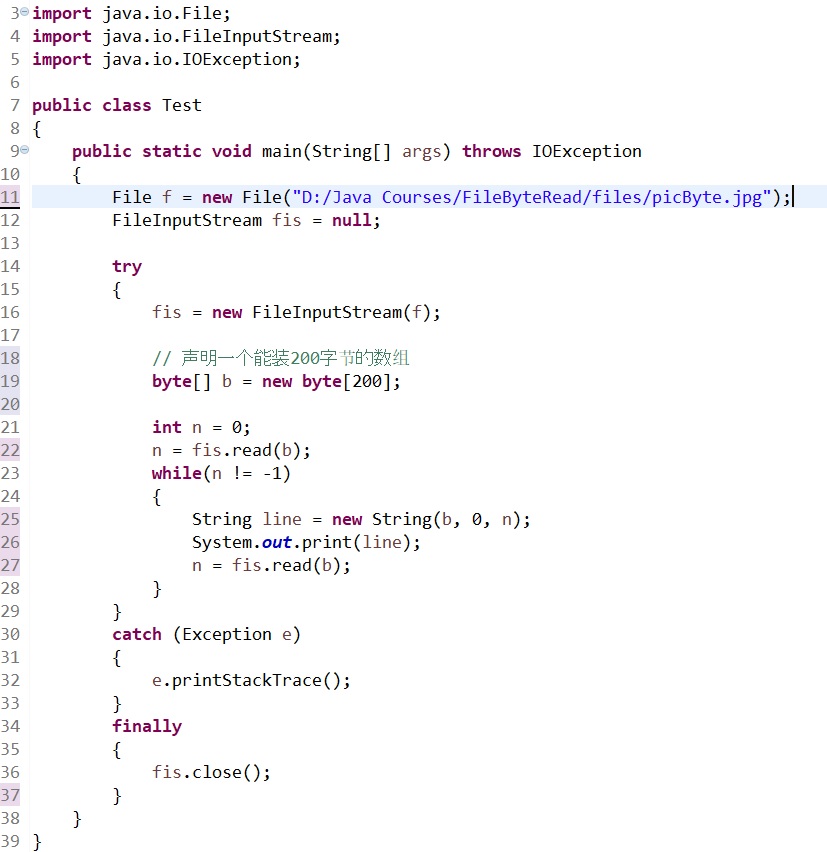 3 import java.io.File;
4 import java.io.FileInputStream;
5 import java.io.IOException;
6
7 public class Test
8 {
9     public static void main(String[] args) throws IOException
10     {
11         File f = new File("D:/Java Courses/FileByteRead/files/picByte.jpg");
12         FileInputStream fis = null;
13
14         try
15         {
16             fis = new FileInputStream(f);
17
18             // 声明一个能装200字节的数组
19             byte[] b = new byte[200];
20
21             int n = 0;
22             n = fis.read(b);
23             while(n != -1)
24             {
25                 String line = new String(b, 0, n);
26                 System.out.print(line);
27                 n = fis.read(b);
28             }
29         }
30         catch (Exception e)
31         {
32             e.printStackTrace();
33         }
34         finally
35         {
36             fis.close();
37         }
38     }
39 }